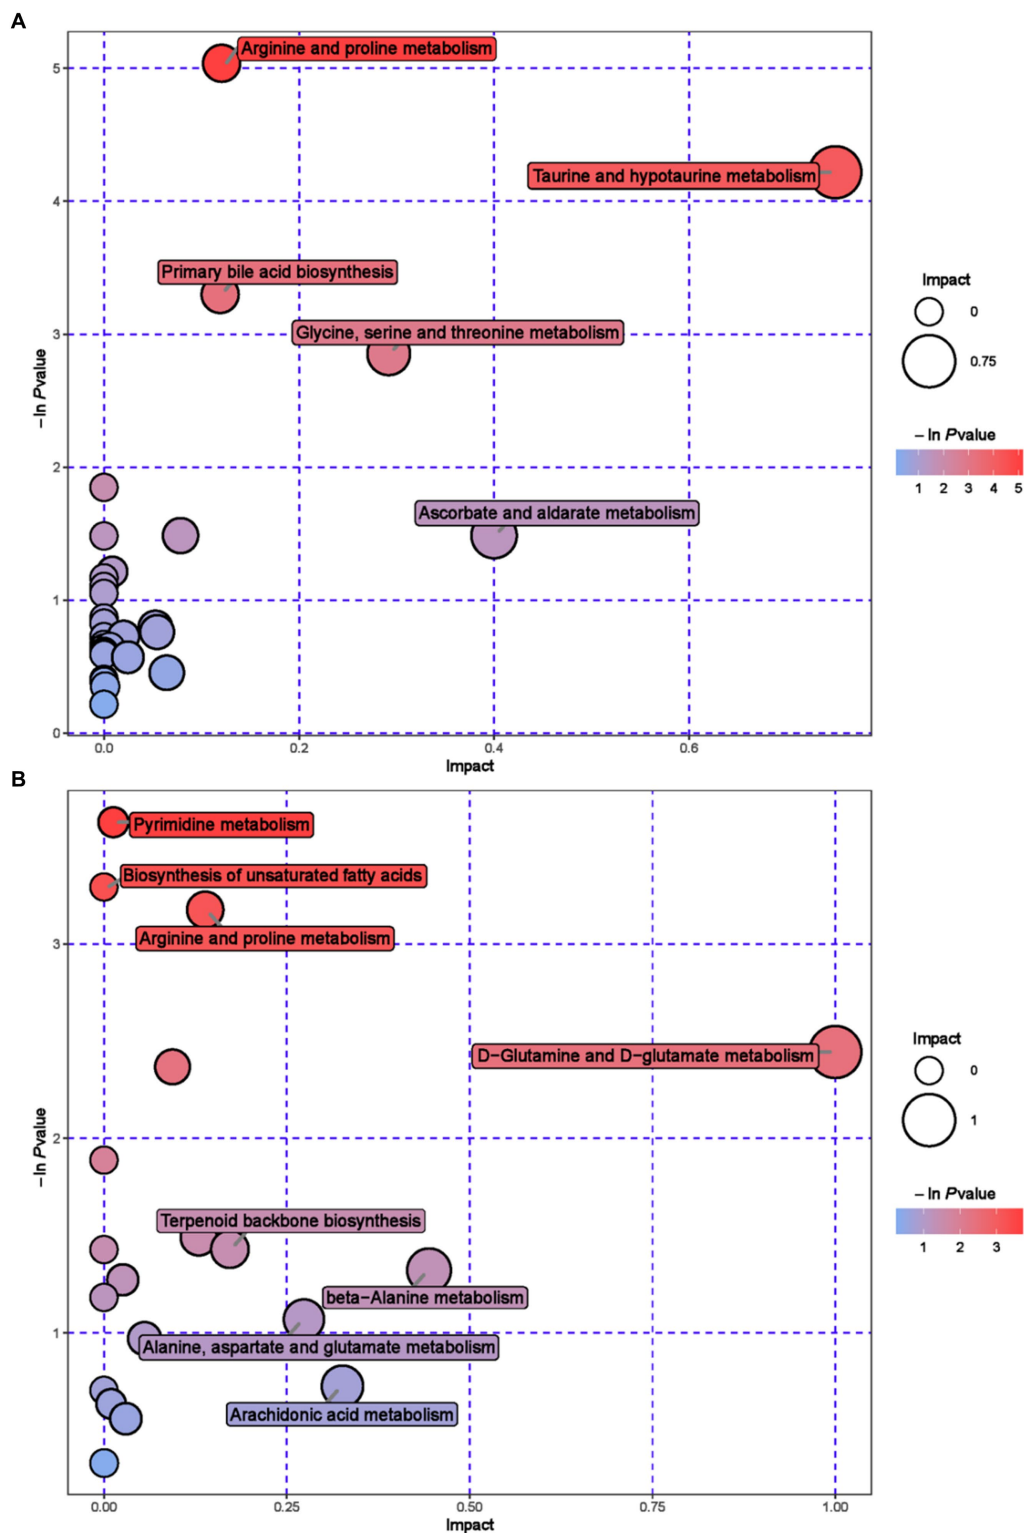 A
Arginine and proline metabolism
5
Taurine and hypotaurine metabolism
4
Primary bile acid biosynthesis
Glycine, serine and threonine metabolism
3
−ln Pvalue
2
Ascorbate and aldarate metabolism
1
0
0.0 0.2 0.4 0.6
Impact
Impact
0
0.75
− ln Pvalue
1 2 3 4 5
B
Pyrimidine metabolism
Biosynthesis of unsaturated fatty acids
Arginine and proline metabolism
3
D−Glutamine and D−glutamate metabolism
−ln Pvalue
2
Terpenoid backbone biosynthesis
beta−Alanine metabolism
1
Alanine, aspartate and glutamate metabolism
Arachidonic acid metabolism
0.00 0.25 0.50 0.75 1.00
Impact
Impact
0
1
− ln Pvalue
1 2 3